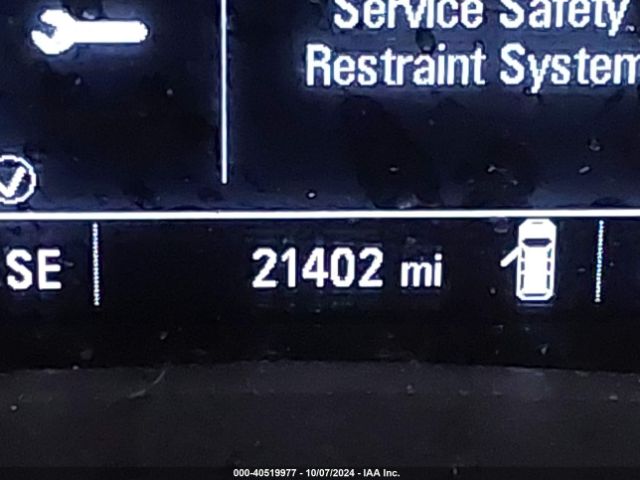 Service Safety
Restraint System
SE
21402 mi
000-40519977 - 10/07/2024 - IAA Inc.